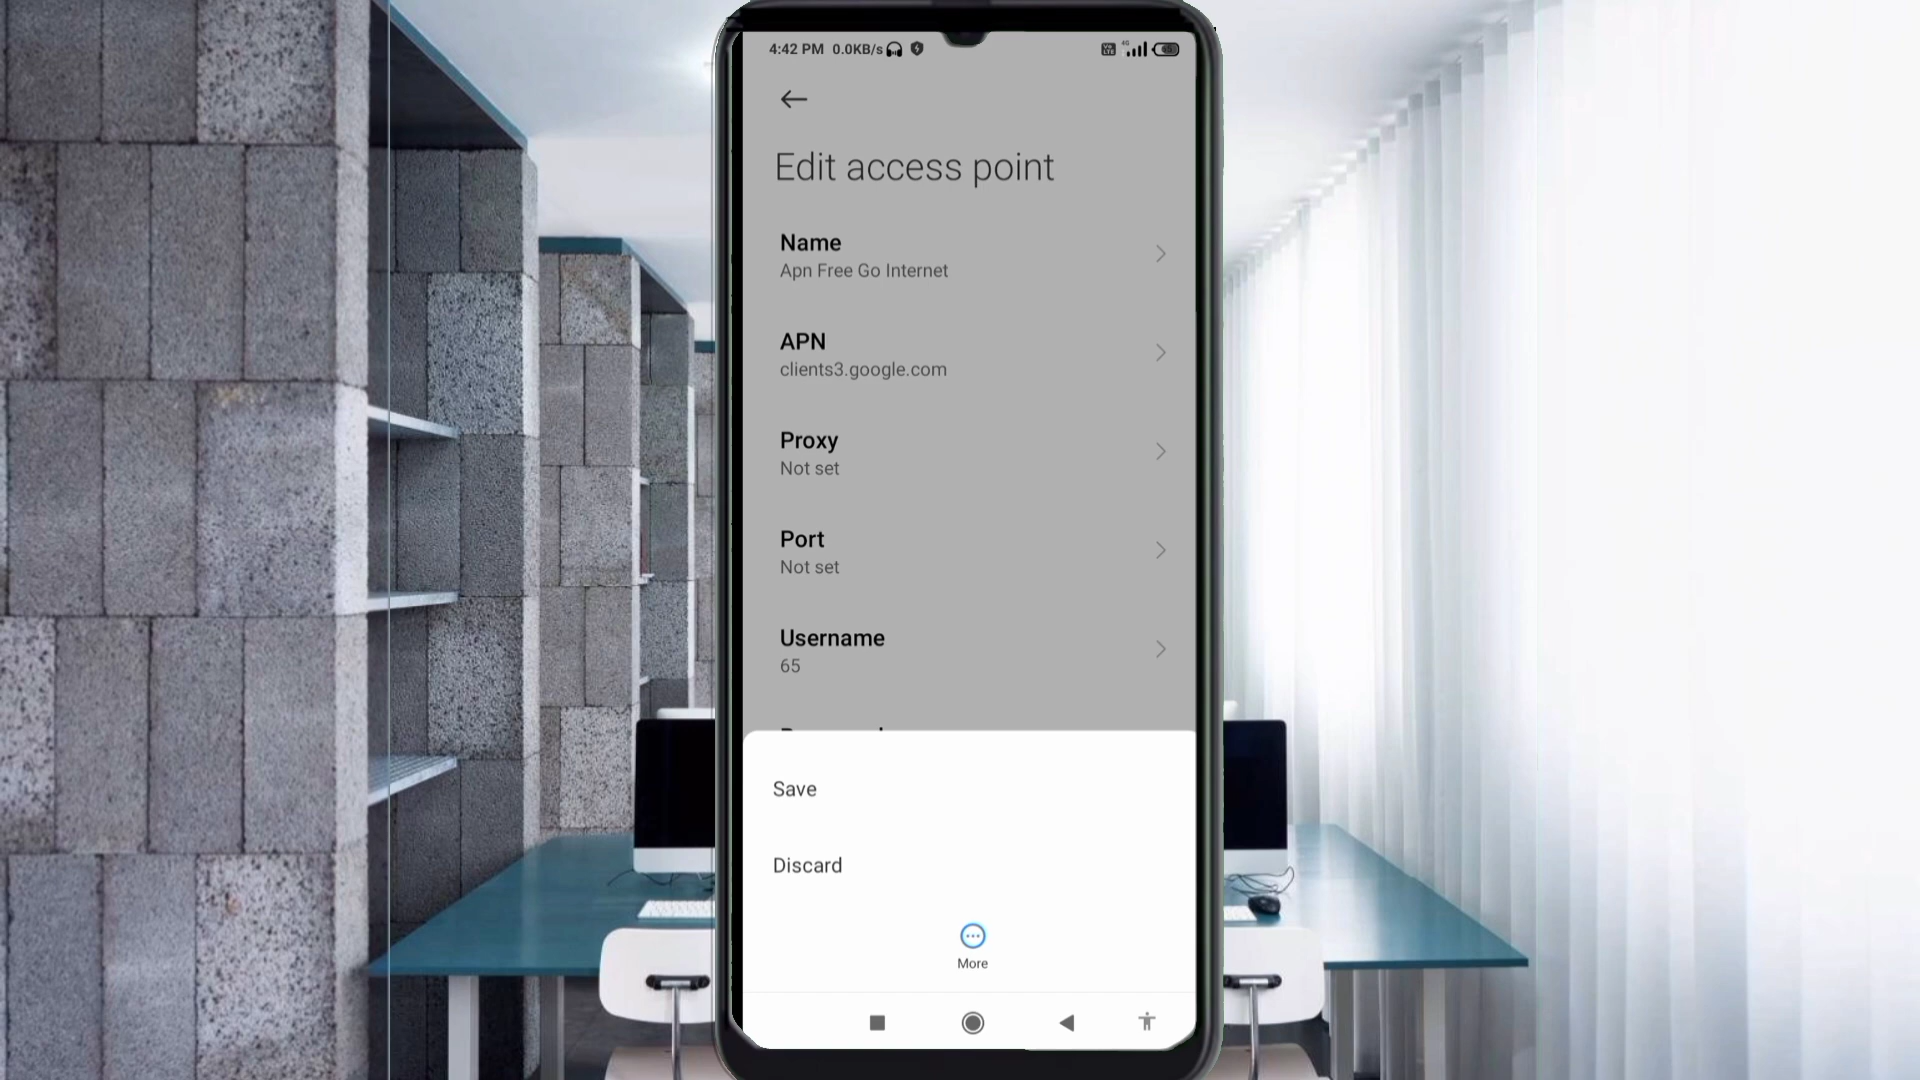 4:42 PM 0.0KB/s
Edit access point
Name
Apn Free Go Internet
APN
clients3.google.com
Proxy
Not set
Port
Not set
Username
65
Save
Discard
More